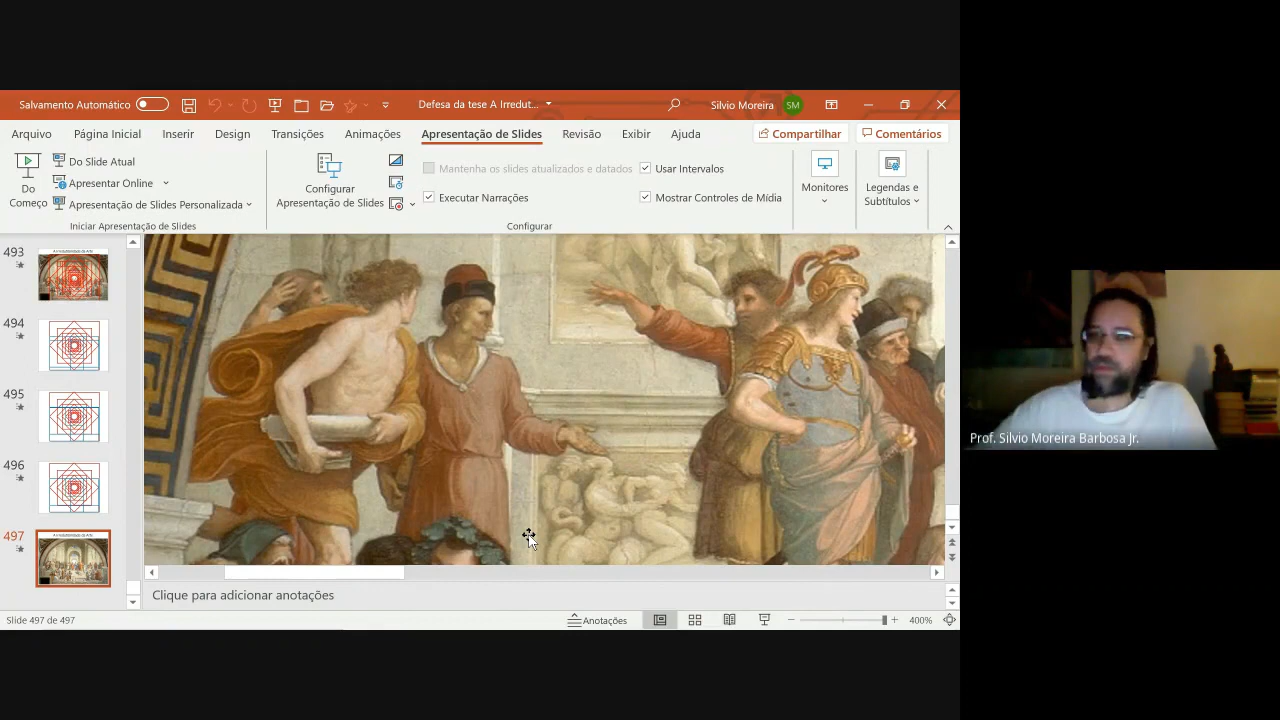 Salvamento Automático
Defesa da tese A Irredut...
Silvio Moreira
SM
Arquivo
Página Inicial
Inserir
Design
Transições
Animações
Apresentação de Slides
Revisão
Exibir
Ajuda
Compartilhar
Comentários
Do Começo
Do Slide Atual
Apresentar Online
Apresentação de Slides Personalizada
Iniciar Apresentação de Slides
Configurar
Apresentação de Slides
Mantenha os slides atualizados e datados
Executar Narrações
Usar Intervalos
Mostrar Controles de Mídia
Configurar
Monitores
Legendas e
Subtítulos
493
494
495
496
497
Prof. Silvio Moreira Barbosa Jr.
Clique para adicionar anotações
Slide 497 de 497
Anotações
400%